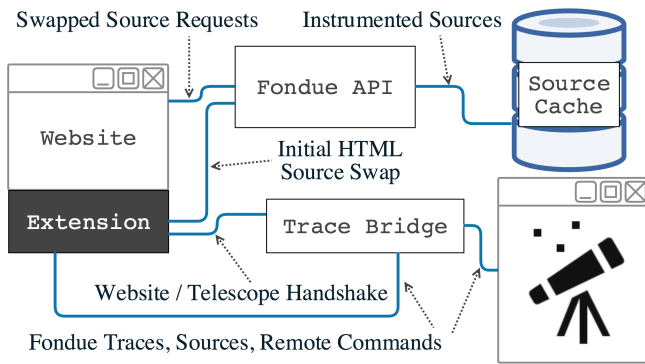 Swapped Source Requests
Instrumented Sources
Fondue API
Source
Cache
Website
Initial HTML
Source Swap
Extension
Trace Bridge
Website / Telescope Handshake
Fondue Traces, Sources, Remote Commands